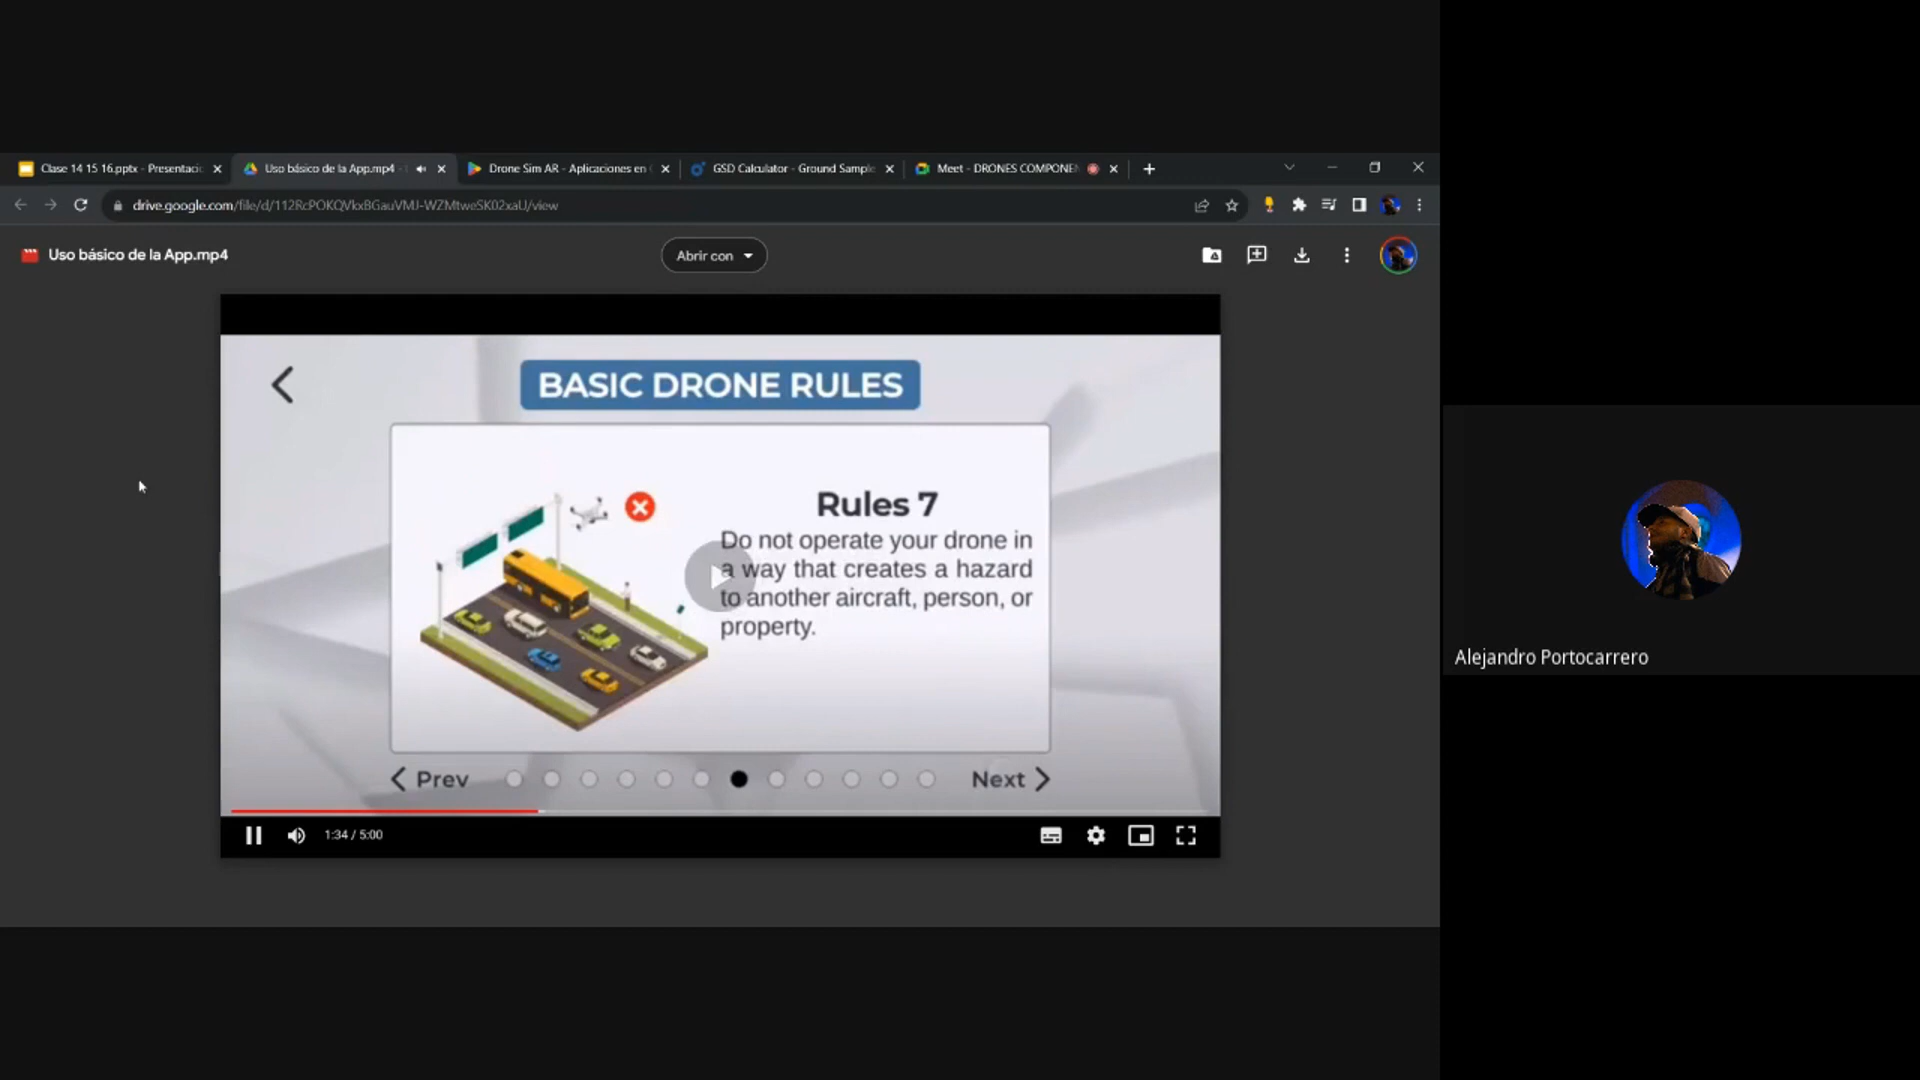 Clase 14 15 16.pptx - Presentaci
Uso básico de la App.mp4 -
Drone Sim AR - Aplicaciones en
GSD Calculator - Ground Sample
Meet - DRONES COMPONEN
drive.google.com/file/d/112RcPOKQVkxBGauVMJ-WZMtweSK02xaU/view
Uso básico de la App.mp4
Abrir con
BASIC DRONE RULES
Rules 7
Do not operate your drone in
a way that creates a hazard
to another aircraft, person, or
property.
Prev
Next
1:34 / 5:00
Alejandro Portocarrero